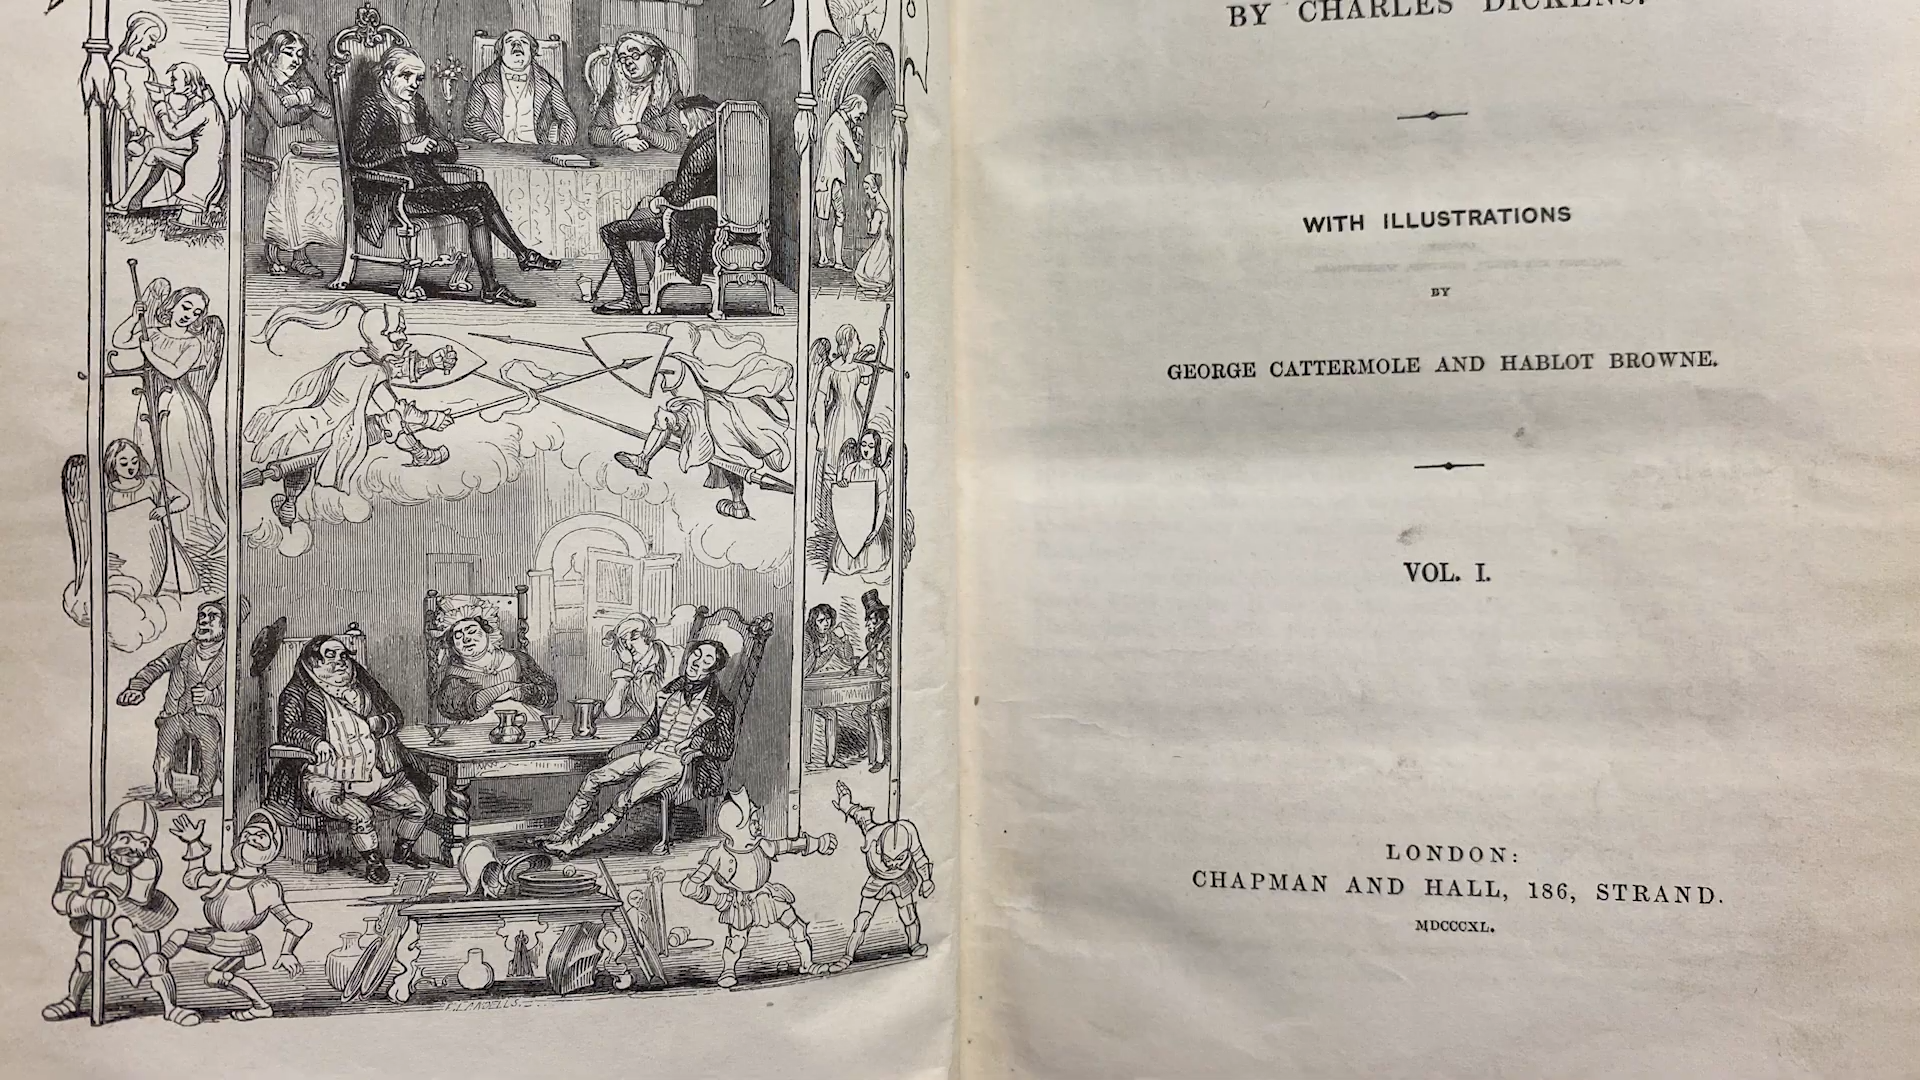 BY CHARLES DICKENS.
WITH ILLUSTRATIONS
BY
GEORGE CATTERMOLE AND HABLOT BROWNE.
VOL. I.
LONDON:
CHAPMAN AND HALL, 186, STRAND.
MDCCCXL.